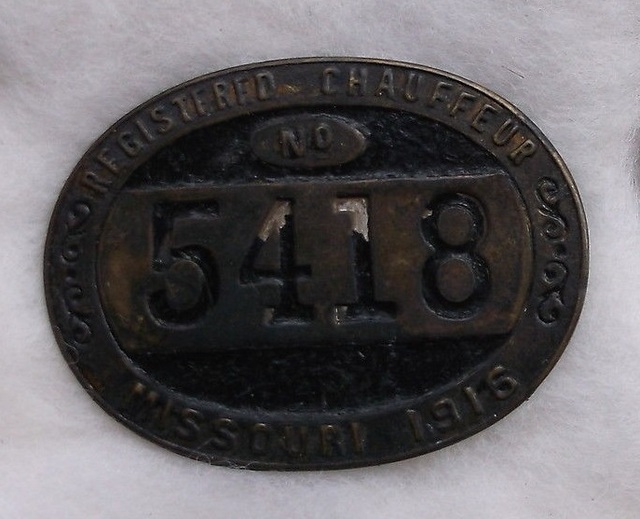 REGISTERED CHAUFFEUR
No
5418
MISSOURI 1916